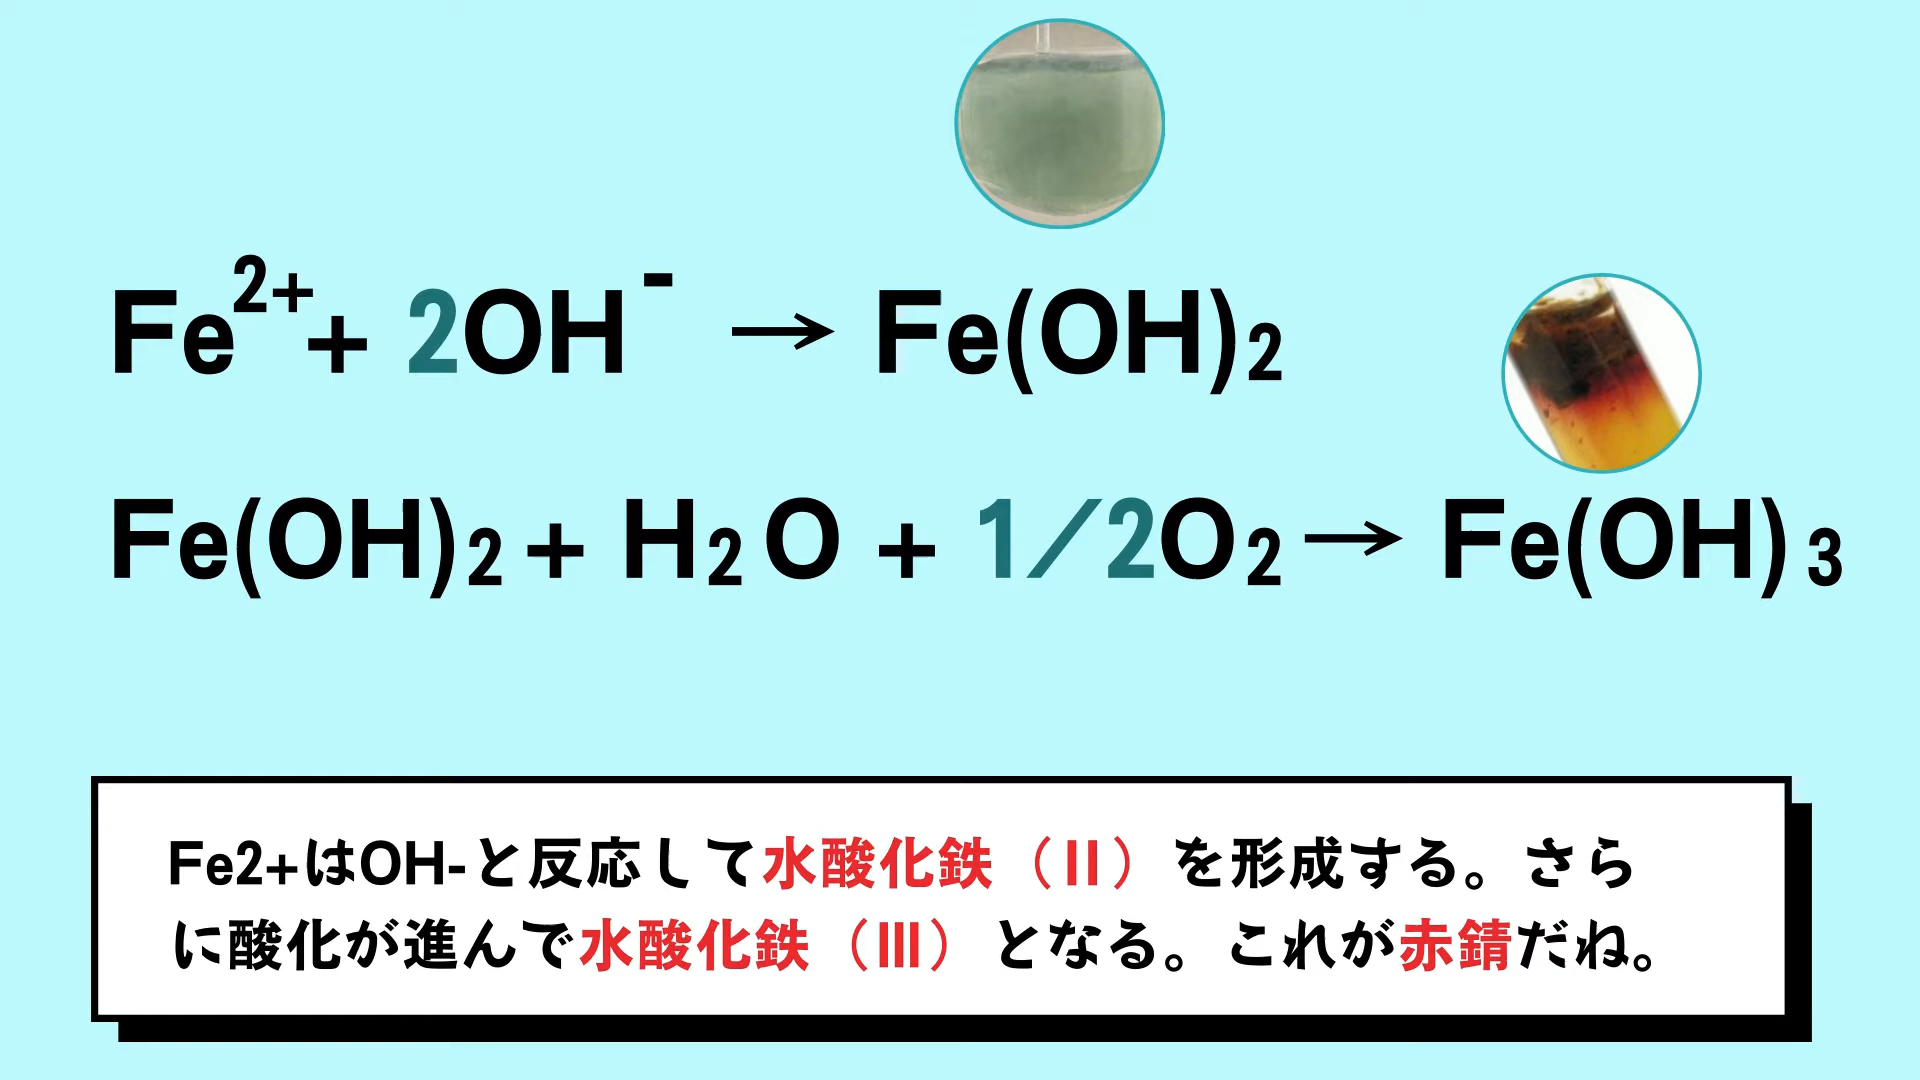 Fe²⁺ + 2OH⁻ → Fe(OH)₂
Fe(OH)₂ + H₂O + 1/2O₂ → Fe(OH)₃
Fe2+はOH-と反応して水酸化鉄（II）を形成する。さら
に酸化が進んで水酸化鉄（III）となる。これが赤錆だね。